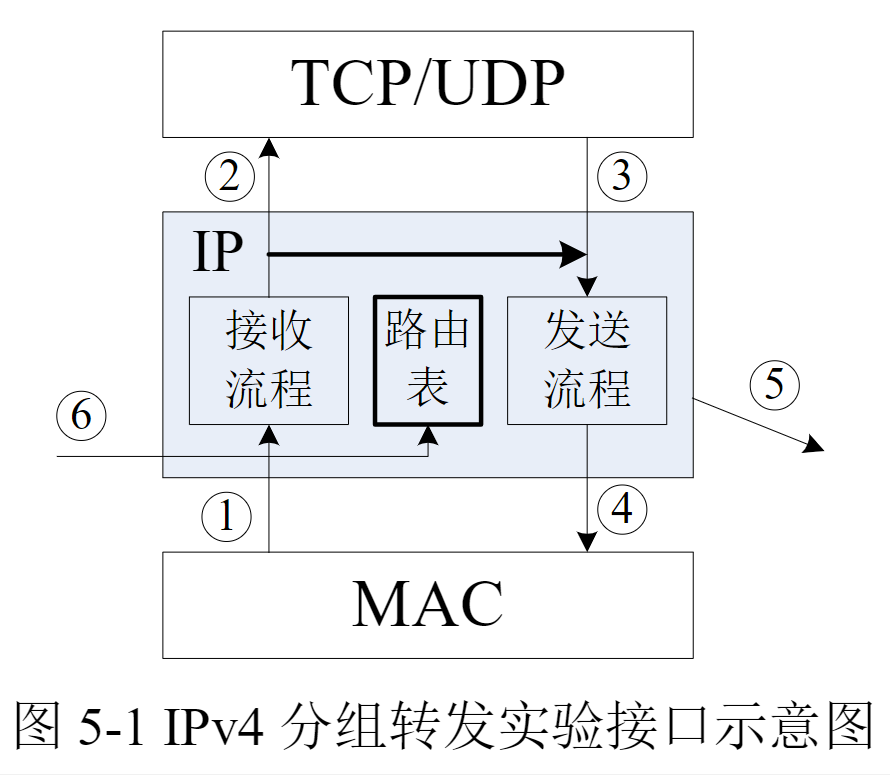 TCP/UDP
②
③
IP
接收
流程
路由
表
发送
流程
⑥
⑤
①
④
MAC
图 5-1 IPv4 分组转发实验接口示意图